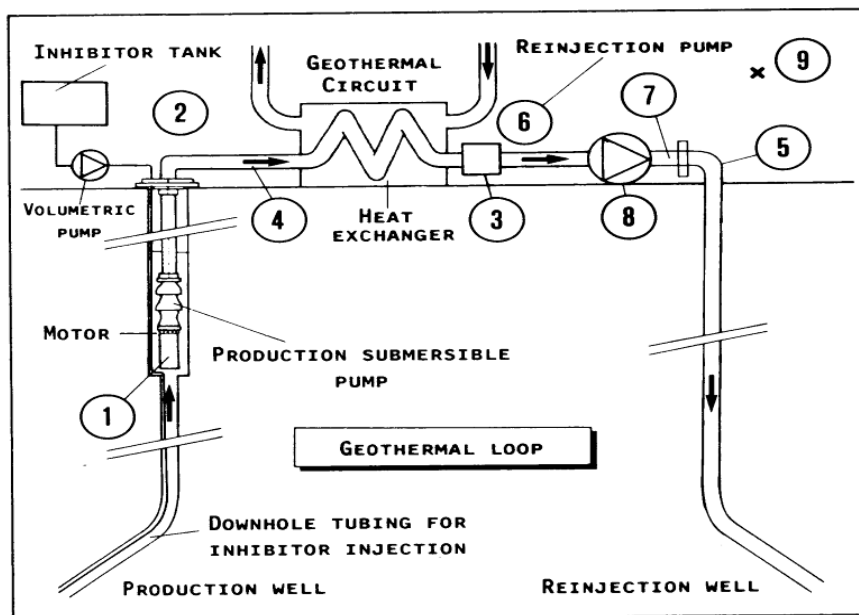 INHIBITOR TANK
GEOTHERMAL
CIRCUIT
REINJECTION PUMP
9
2
7
6
5
VOLUMETRIC
PUMP
4
HEAT
EXCHANGER
3
8
MOTOR
PRODUCTION SUBMERSIBLE
PUMP
1
GEOTHERMAL LOOP
DOWNHOLE TUBING FOR
INHIBITOR INJECTION
PRODUCTION WELL
REINJECTION WELL